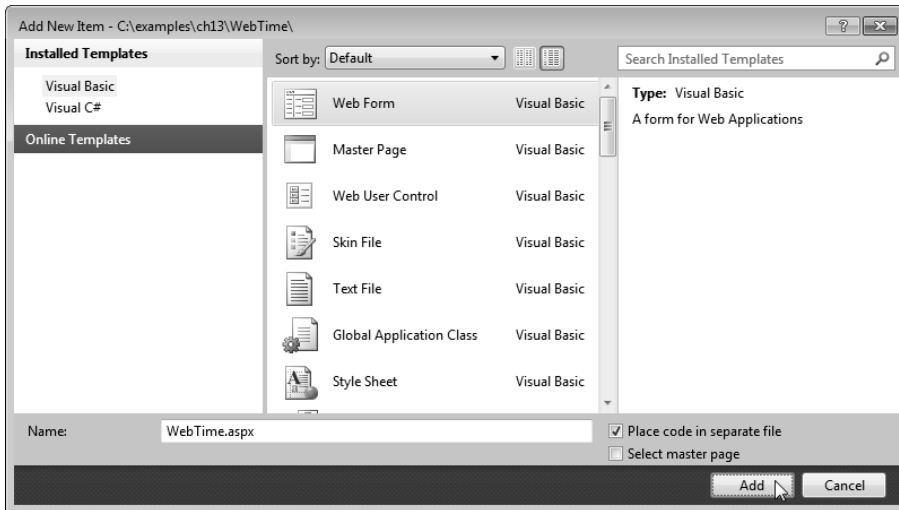 Add New Item - C:\examples\ch13\WebTime\
Installed Templates
Visual Basic
Visual C#
Online Templates
Sort by: Default
Search Installed Templates
Web Form Visual Basic
Master Page Visual Basic
Web User Control Visual Basic
Skin File Visual Basic
Text File Visual Basic
Global Application Class Visual Basic
Style Sheet Visual Basic
Type: Visual Basic
A form for Web Applications
Name: WebTime.aspx
Place code in separate file
Select master page
Add Cancel